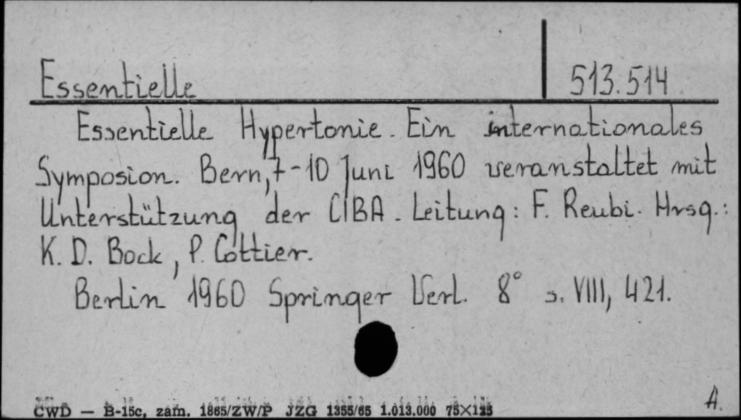 Essentielle 513.514
Essentielle Hypertonie. Ein internationales
Symposion. Bern, 7-10 Juni 1960 veranstaltet mit
Unterstützung der CIBA. Leitung: F. Reubi. Hrsg.:
K. D. Bock, P. Cottier.
Berlin 1960 Springer Verl. 8° s. VIII, 421.
A.
CWD — B-15c, zam. 1865/ZW/P JZG 1355/65 1.013.000 75×125